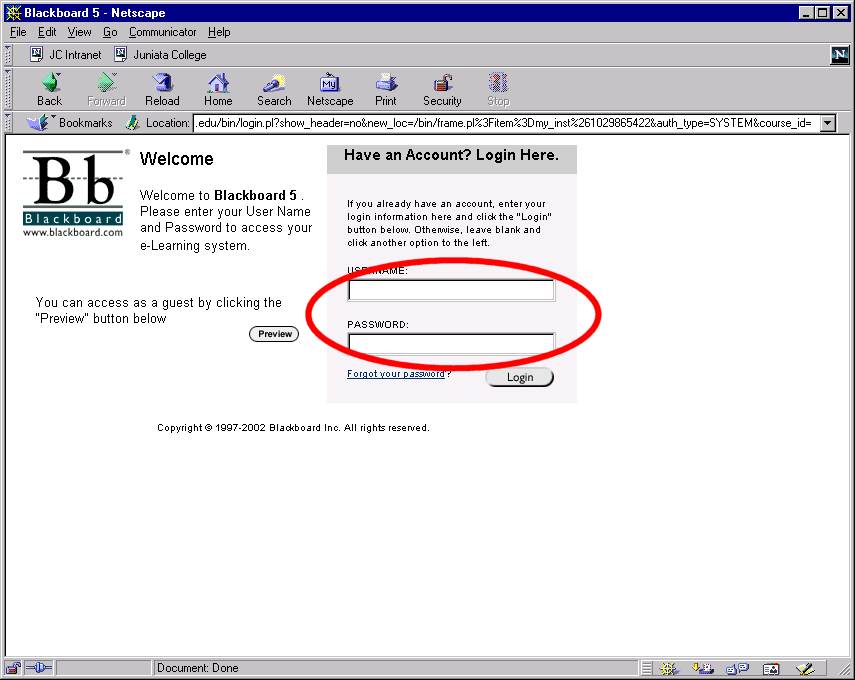 Blackboard 5 - Netscape
File Edit View Go Communicator Help
JC Intranet Juniata College
N
My
Back Forward Reload Home Search Netscape Print Security Stop
Bookmarks Location: .edu/bin/login.pl?show_header=no&new_loc=/bin/frame.pl%3Fitem%3Dmy_inst%261029865422&auth_type=SYSTEM&course_id=
Bb®
Blackboard
www.blackboard.com
Welcome
Welcome to Blackboard 5 .
Please enter your User Name
and Password to access your
e-Learning system.
You can access as a guest by clicking the
"Preview" button below
Preview
Have an Account? Login Here.
If you already have an account, enter your
login information here and click the "Login"
button below. Otherwise, leave blank and
click another option to the left.
USERNAME:
PASSWORD:
Forgot your password?
Login
Copyright © 1997-2002 Blackboard Inc. All rights reserved.
Document: Done